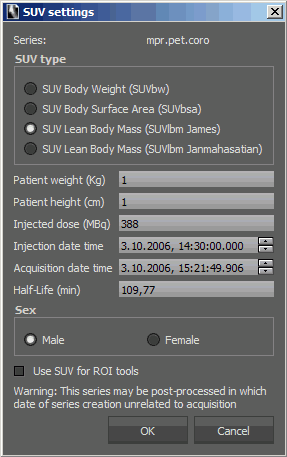 SUV settings
Series: mpr.pet.coro
SUV type
SUV Body Weight (SUVbw)
SUV Body Surface Area (SUVbsa)
SUV Lean Body Mass (SUVlbm James)
SUV Lean Body Mass (SUVlbm Janmahasatian)
Patient weight (Kg) 1
Patient height (cm) 1
Injected dose (MBq) 388
Injection date time 3.10.2006, 14:30:00.000
Acquisition date time 3.10.2006, 15:21:49.906
Half-Life (min) 109,77
Sex
Male Female
Use SUV for ROI tools
Warning: This series may be post-processed in which
date of series creation unrelated to acquisition
OK Cancel